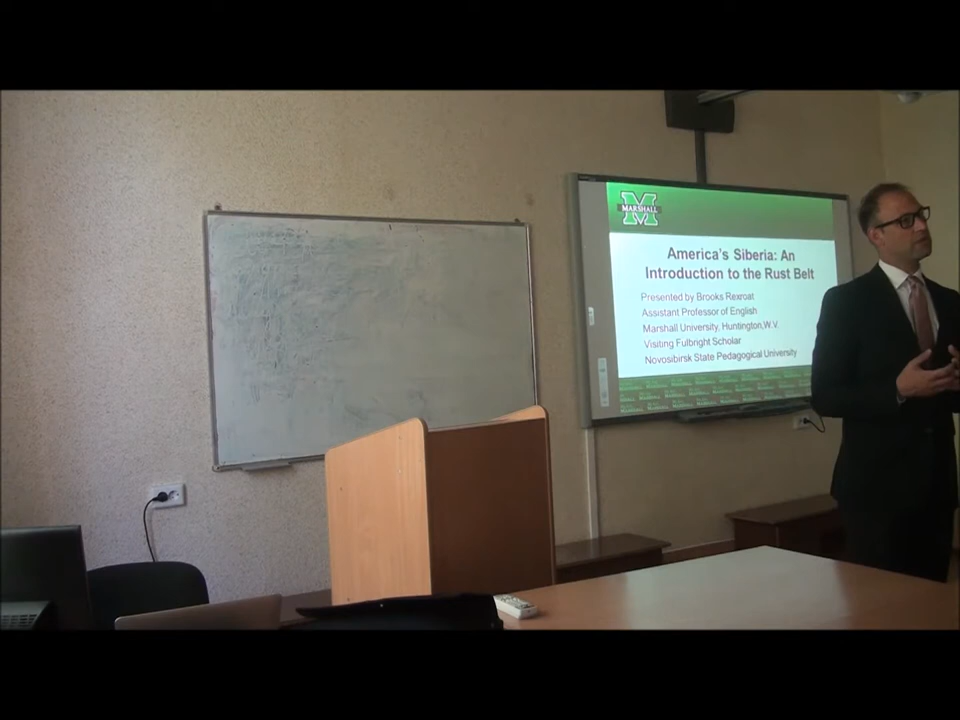 MARSHALL
America's Siberia: An
Introduction to the Rust Belt
Presented by Brooks Rexroat
Assistant Professor of English
Marshall University, Huntington,W.V.
Visiting Fulbright Scholar
Novosibirsk State Pedagogical University